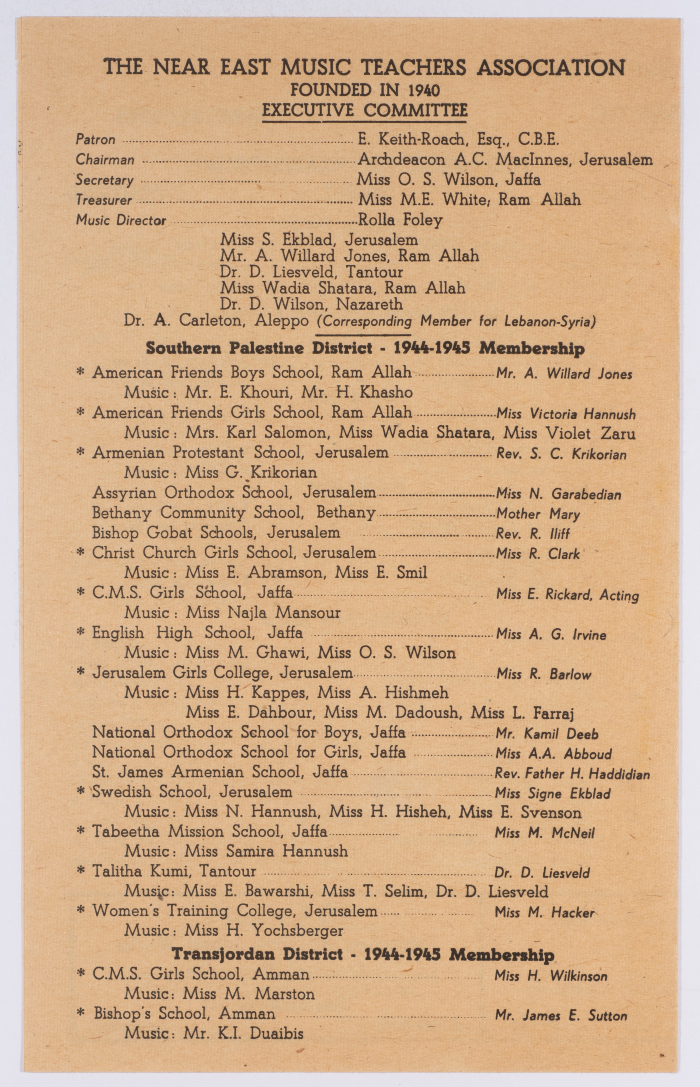 THE NEAR EAST MUSIC TEACHERS ASSOCIATION
FOUNDED IN 1940
EXECUTIVE COMMITTEE
Patron ........ E. Keith-Roach, Esq., C.B.E.
Chairman ........ Archdeacon A.C. MacInnes, Jerusalem
Secretary ........ Miss O. S. Wilson, Jaffa
Treasurer ........ Miss M.E. White, Ram Allah
Music Director ........ Rolla Foley
Miss S. Ekblad, Jerusalem
Mr. A. Willard Jones, Ram Allah
Dr. D. Liesveld, Tantour
Miss Wadia Shatara, Ram Allah
Dr. D. Wilson, Nazareth
Dr. A. Carleton, Aleppo (Corresponding Member for Lebanon-Syria)
Southern Palestine District - 1944-1945 Membership
* American Friends Boys School, Ram Allah ........ Mr. A. Willard Jones
Music: Mr. E. Khouri, Mr. H. Khasho
* American Friends Girls School, Ram Allah ........ Miss Victoria Hannush
Music: Mrs. Karl Salomon, Miss Wadia Shatara, Miss Violet Zaru
* Armenian Protestant School, Jerusalem ........ Rev. S. C. Krikorian
Music: Miss G. Krikorian
Assyrian Orthodox School, Jerusalem ........ Miss N. Garabedian
Bethany Community School, Bethany ........ Mother Mary
Bishop Gobat Schools, Jerusalem ........ Rev. R. Iliff
* Christ Church Girls School, Jerusalem ........ Miss R. Clark
Music: Miss E. Abramson, Miss E. Smil
* C.M.S. Girls School, Jaffa ........ Miss E. Rickard, Acting
Music: Miss Najla Mansour
* English High School, Jaffa ........ Miss A. G. Irvine
Music: Miss M. Ghawi, Miss O. S. Wilson
* Jerusalem Girls College, Jerusalem ........ Miss R. Barlow
Music: Miss H. Kappes, Miss A. Hishmeh
Miss E. Dahbour, Miss M. Dadoush, Miss L. Farraj
National Orthodox School for Boys, Jaffa ........ Mr. Kamil Deeb
National Orthodox School for Girls, Jaffa ........ Miss A.A. Abboud
St. James Armenian School, Jaffa ........ Rev. Father H. Haddidian
* Swedish School, Jerusalem ........ Miss Signe Ekblad
Music: Miss N. Hannush, Miss H. Hisheh, Miss E. Svenson
* Tabeetha Mission School, Jaffa ........ Miss M. McNeil
Music: Miss Samira Hannush
* Talitha Kumi, Tantour ........ Dr. D. Liesveld
Music: Miss E. Bawarshi, Miss T. Selim, Dr. D. Liesveld
* Women's Training College, Jerusalem ........ Miss M. Hacker
Music: Miss H. Yochsberger
Transjordan District - 1944-1945 Membership
* C.M.S. Girls School, Amman ........ Miss H. Wilkinson
Music: Miss M. Marston
* Bishop's School, Amman ........ Mr. James E. Sutton
Music: Mr. K.I. Duaibis